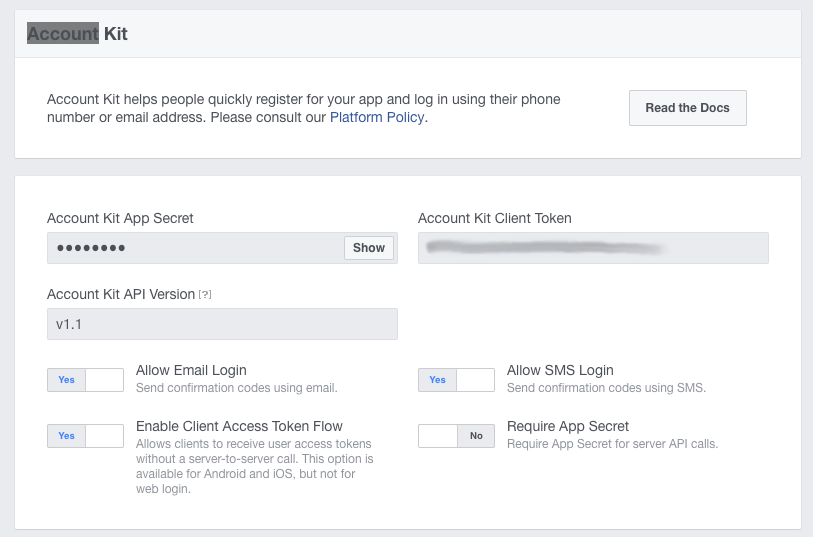 Account Kit
Account Kit helps people quickly register for your app and log in using their phone
number or email address. Please consult our Platform Policy.
Read the Docs
Account Kit App Secret
••••••••
Show
Account Kit Client Token
Account Kit API Version [?]
v1.1
Yes
Allow Email Login
Send confirmation codes using email.
Yes
Allow SMS Login
Send confirmation codes using SMS.
Yes
Enable Client Access Token Flow
Allows clients to receive user access tokens
without a server-to-server call. This option is
available for Android and iOS, but not for
web login.
No
Require App Secret
Require App Secret for server API calls.